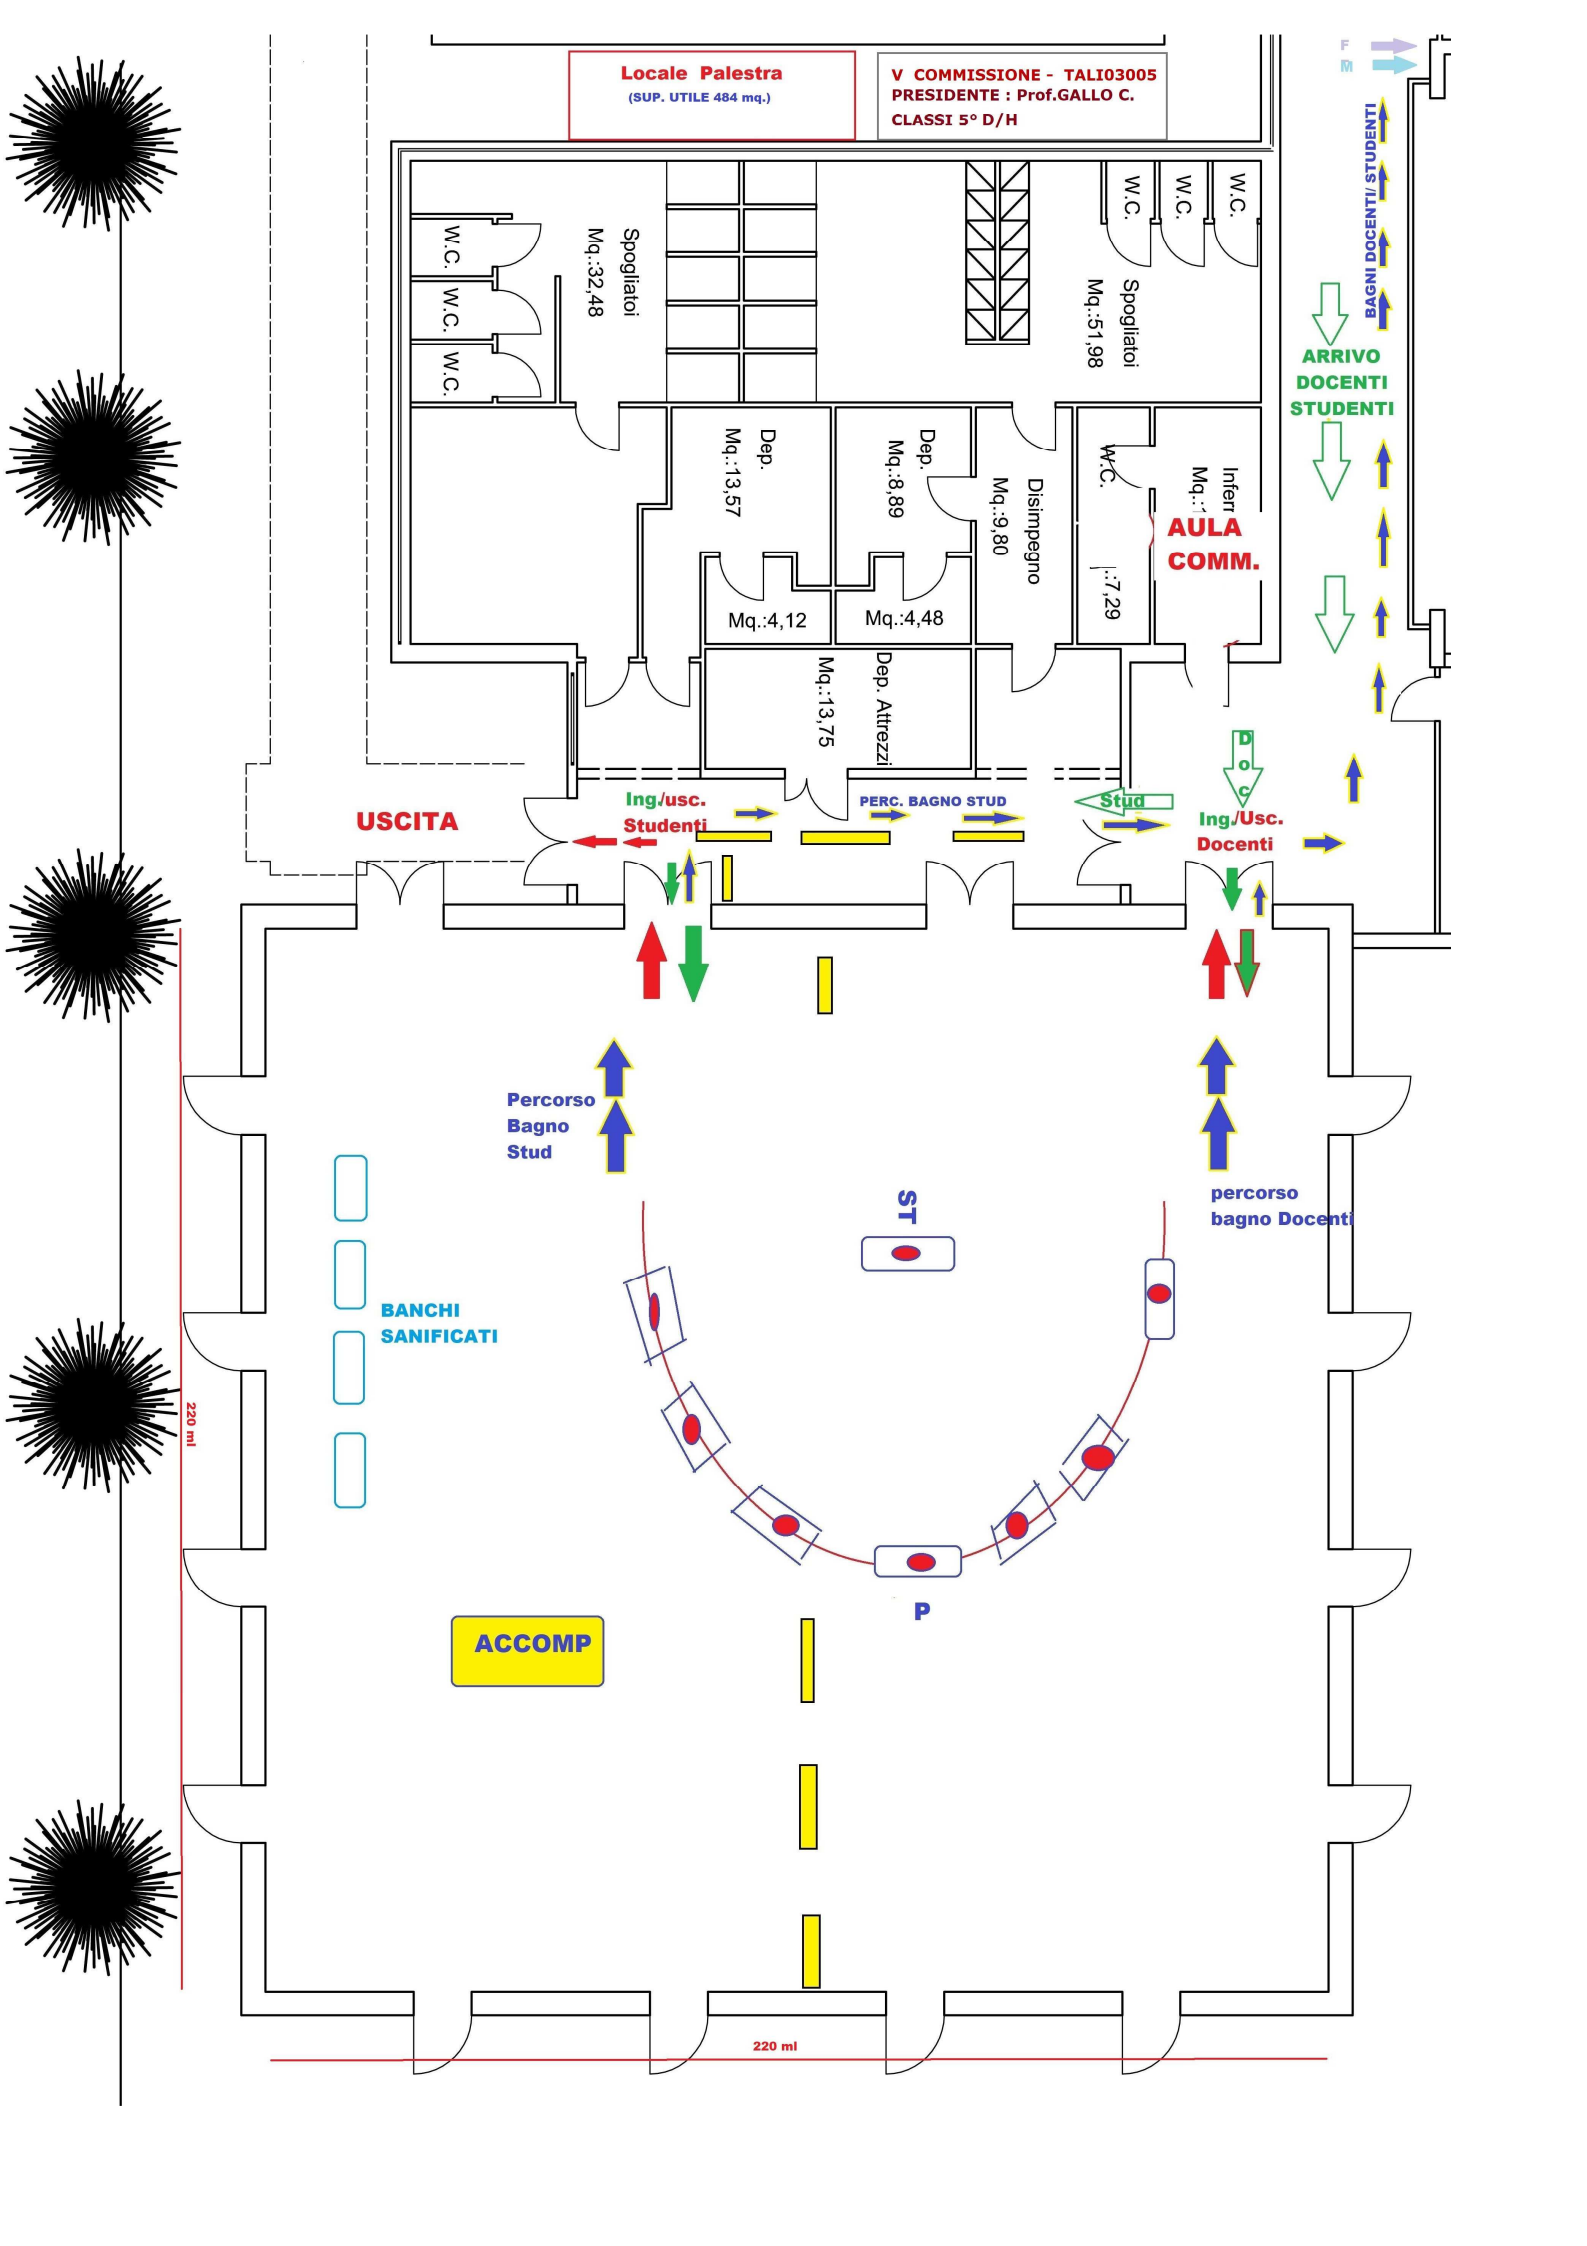 Locale Palestra
(SUP. UTILE 484 mq.)
V COMMISSIONE - TALI03005
PRESIDENTE : Prof.GALLO C.
CLASSI 5° D/H
F
M
BAGNI DOCENTI/ STUDENTI
W.C.
W.C.
W.C.
W.C.
W.C.
W.C.
Spogliatoi
Mq.:32,48
Spogliatoi
Mq.:51,98
ARRIVO
DOCENTI
STUDENTI
Dep.
Mq.:13,57
Dep.
Mq.:8,89
Disimpegno
Mq.:9,80
W.C.
.:7,29
Mq.:
AULA
COMM.
Mq.:4,12
Mq.:4,48
Dep. Attrezzi
Mq.:13,75
Doc
USCITA
Ing./usc.
Studenti
PERC. BAGNO STUD
Stud
Ing./Usc.
Docenti
Percorso
Bagno
Stud
percorso
bagno Docenti
ST
BANCHI
SANIFICATI
220 ml
P
ACCOMP
220 ml